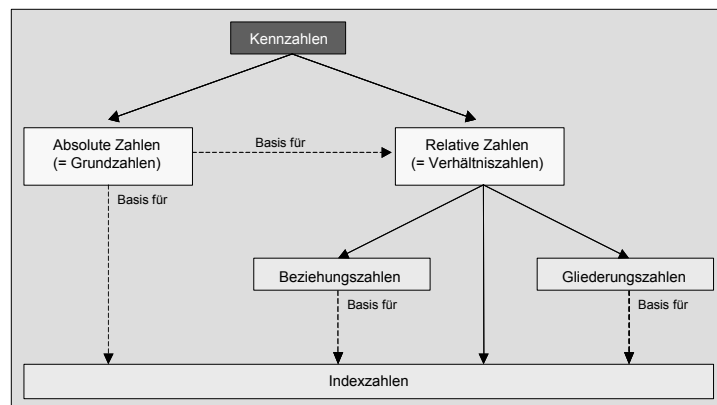 Kennzahlen
Absolute Zahlen
(= Grundzahlen)
Basis für
Relative Zahlen
(= Verhältniszahlen)
Basis für
Beziehungszahlen
Gliederungszahlen
Basis für
Basis für
Indexzahlen